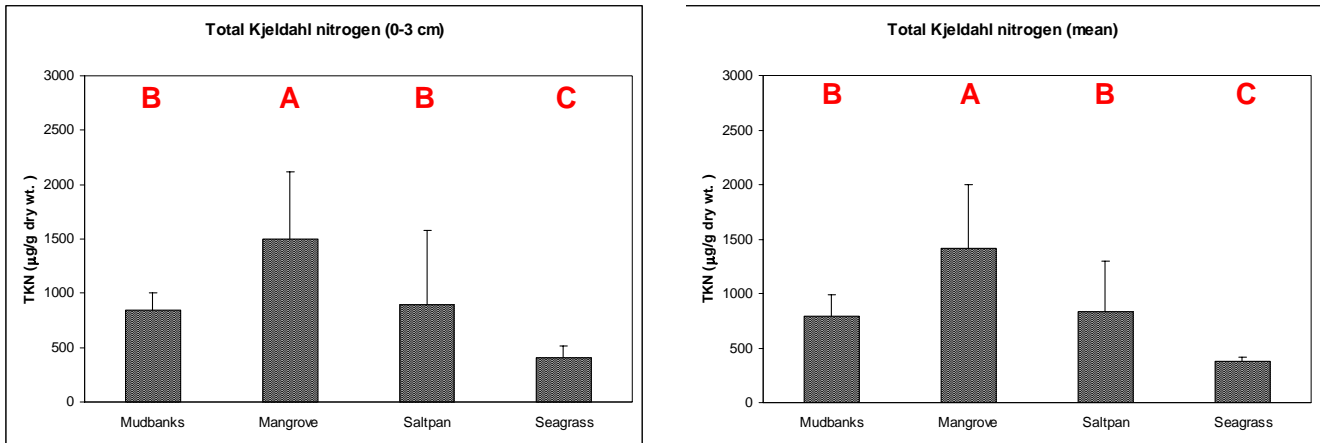 Total Kjeldahl nitrogen (0-3 cm)
3000
2500
2000
1500
1000
500
0
TKN (µg/g dry wt. )
B A B C
Mudbanks Mangrove Saltpan Seagrass
Total Kjeldahl nitrogen (mean)
3000
2500
2000
1500
1000
500
0
TKN (µg/g dry wt. )
B A B C
Mudbanks Mangrove Saltpan Seagrass